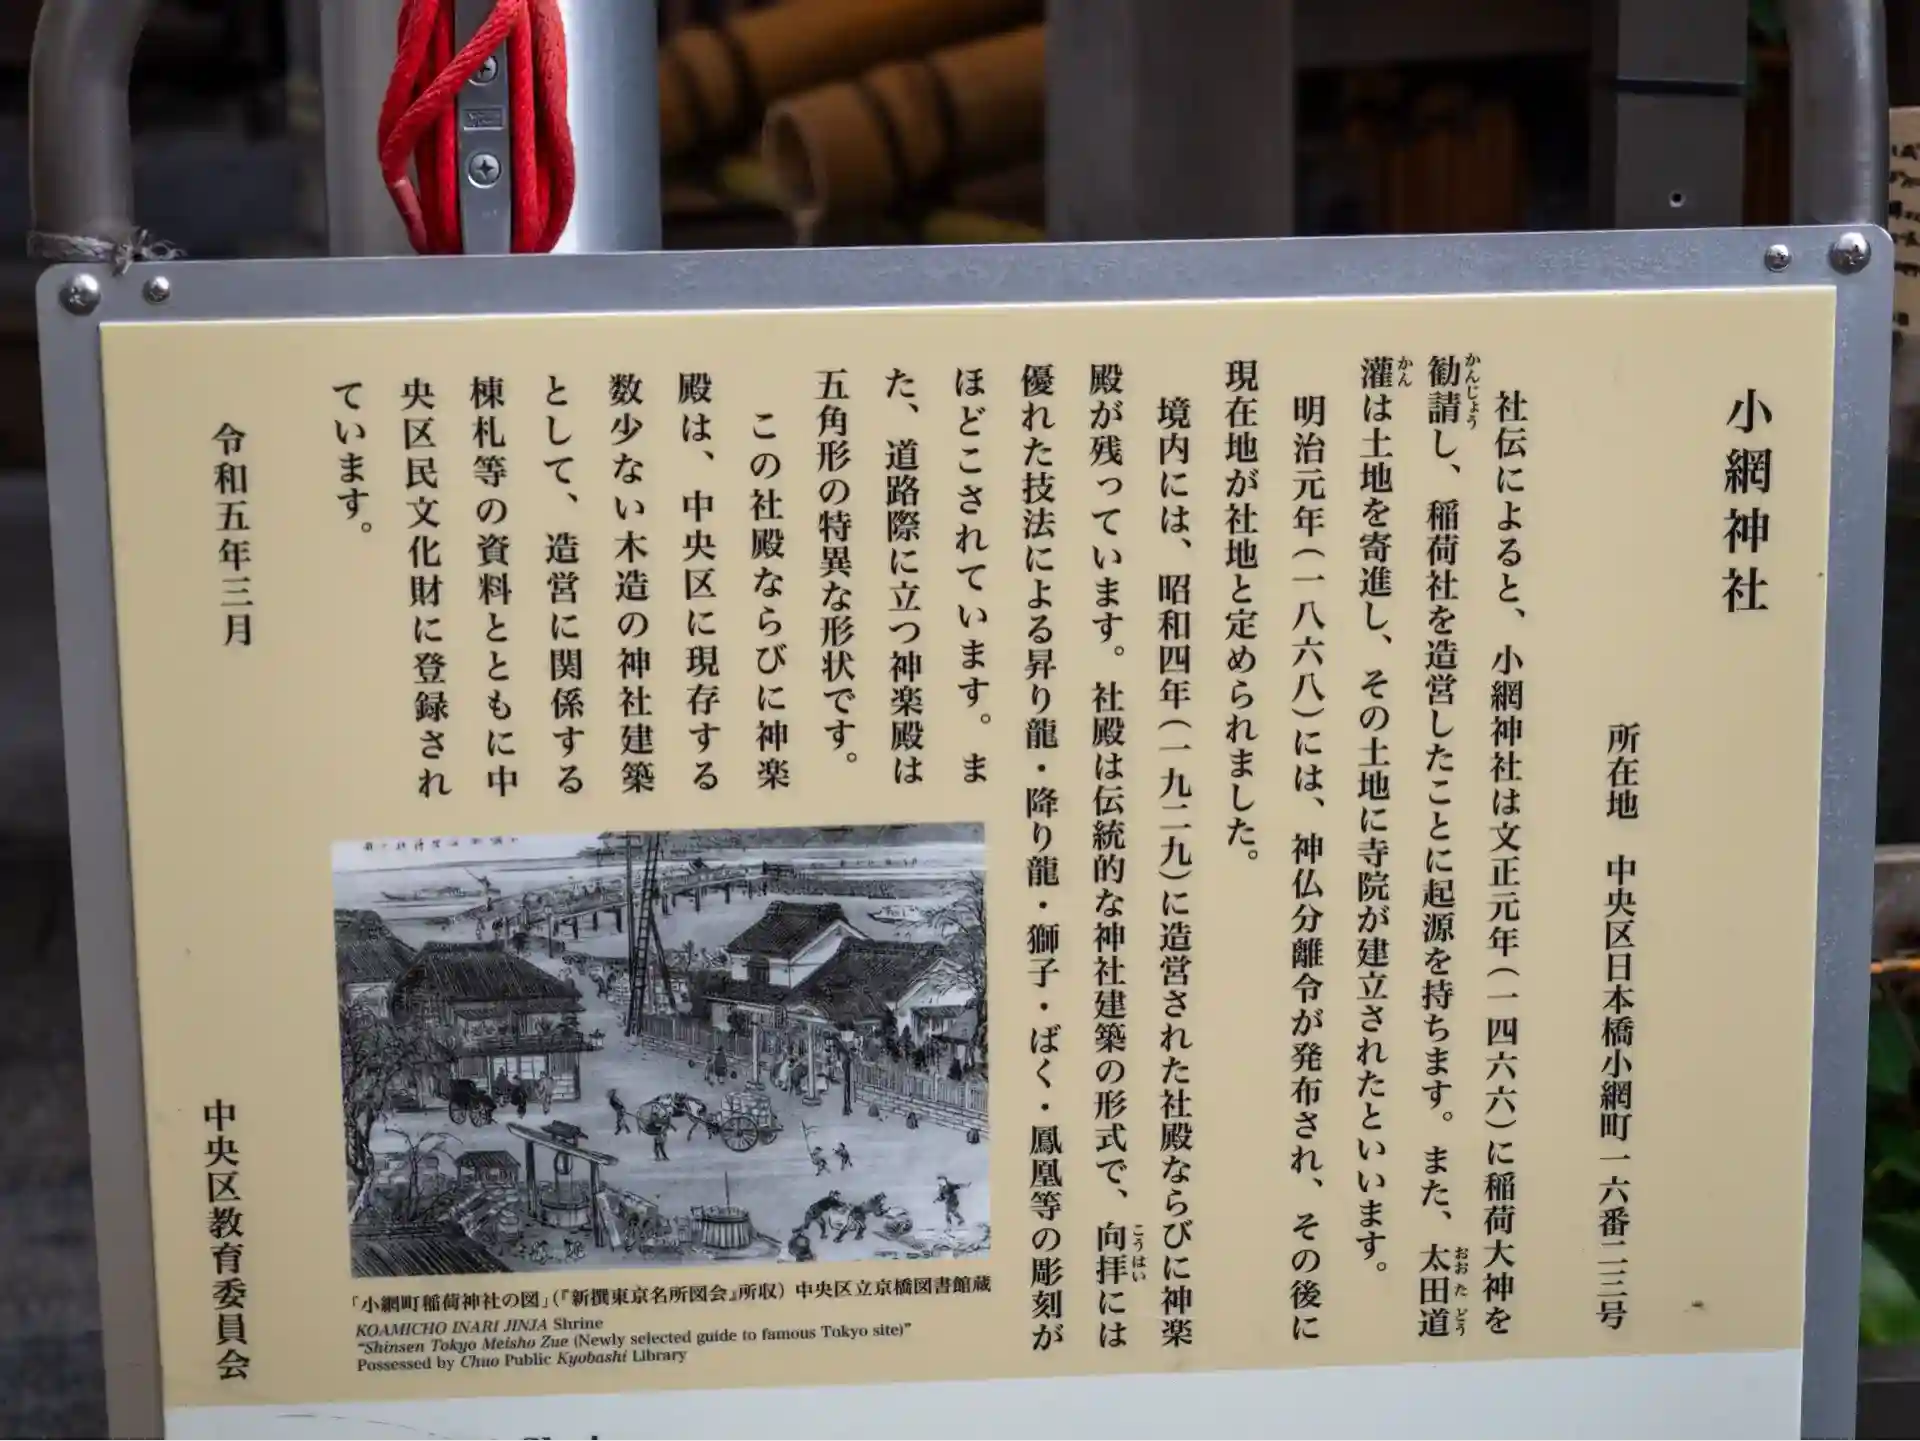 小網神社
所在地　中央区日本橋小網町一六番二三号
社伝によると、小網神社は文正元年(一四六六)に稲荷大神を
勧請し、稲荷社を造営したことに起源を持ちます。また、太田道
かんじょう
おおた どう
灌は土地を寄進し、その土地に寺院が建立されたといいます。
かん
明治元年(一八六八)には、神仏分離令が発布され、その後に
現在地が社地と定められました。
境内には、昭和四年(一九二九)に造営された社殿ならびに神楽
殿が残っています。社殿は伝統的な神社建築の形式で、向拝には
こうはい
優れた技法による昇り龍・降り龍・獅子・ばく・鳳凰等の彫刻が
ほどこされています。ま
た、道路際に立つ神楽殿は
五角形の特異な形状です。
この社殿ならびに神楽
殿は、中央区に現存する
数少ない木造の神社建築
として、造営に関係する
棟札等の資料とともに中
央区民文化財に登録され
ています。
令和五年三月
中央区教育委員会
「小網町稲荷神社の図」(『新撰東京名所図会』所収) 中央区立京橋図書館蔵
KOAMICHO INARI JINJA Shrine
"Shinsen Tokyo Meisho Zue (Newly selected guide to famous Tokyo site)"
Possessed by Chuo Public Kyobashi Library